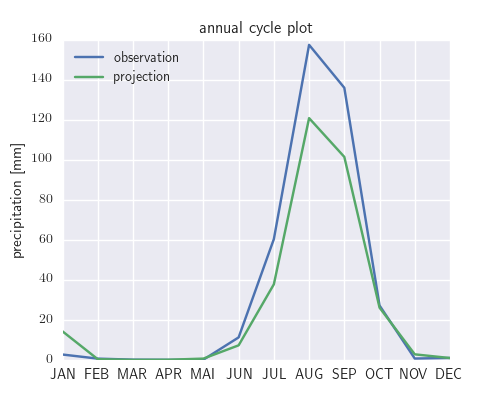 annual cycle plot
160
observation
projection
140
120
100
80
60
40
20
0
precipitation [mm]
JAN FEB MAR APR MAI JUN JUL AUG SEP OCT NOV DEC